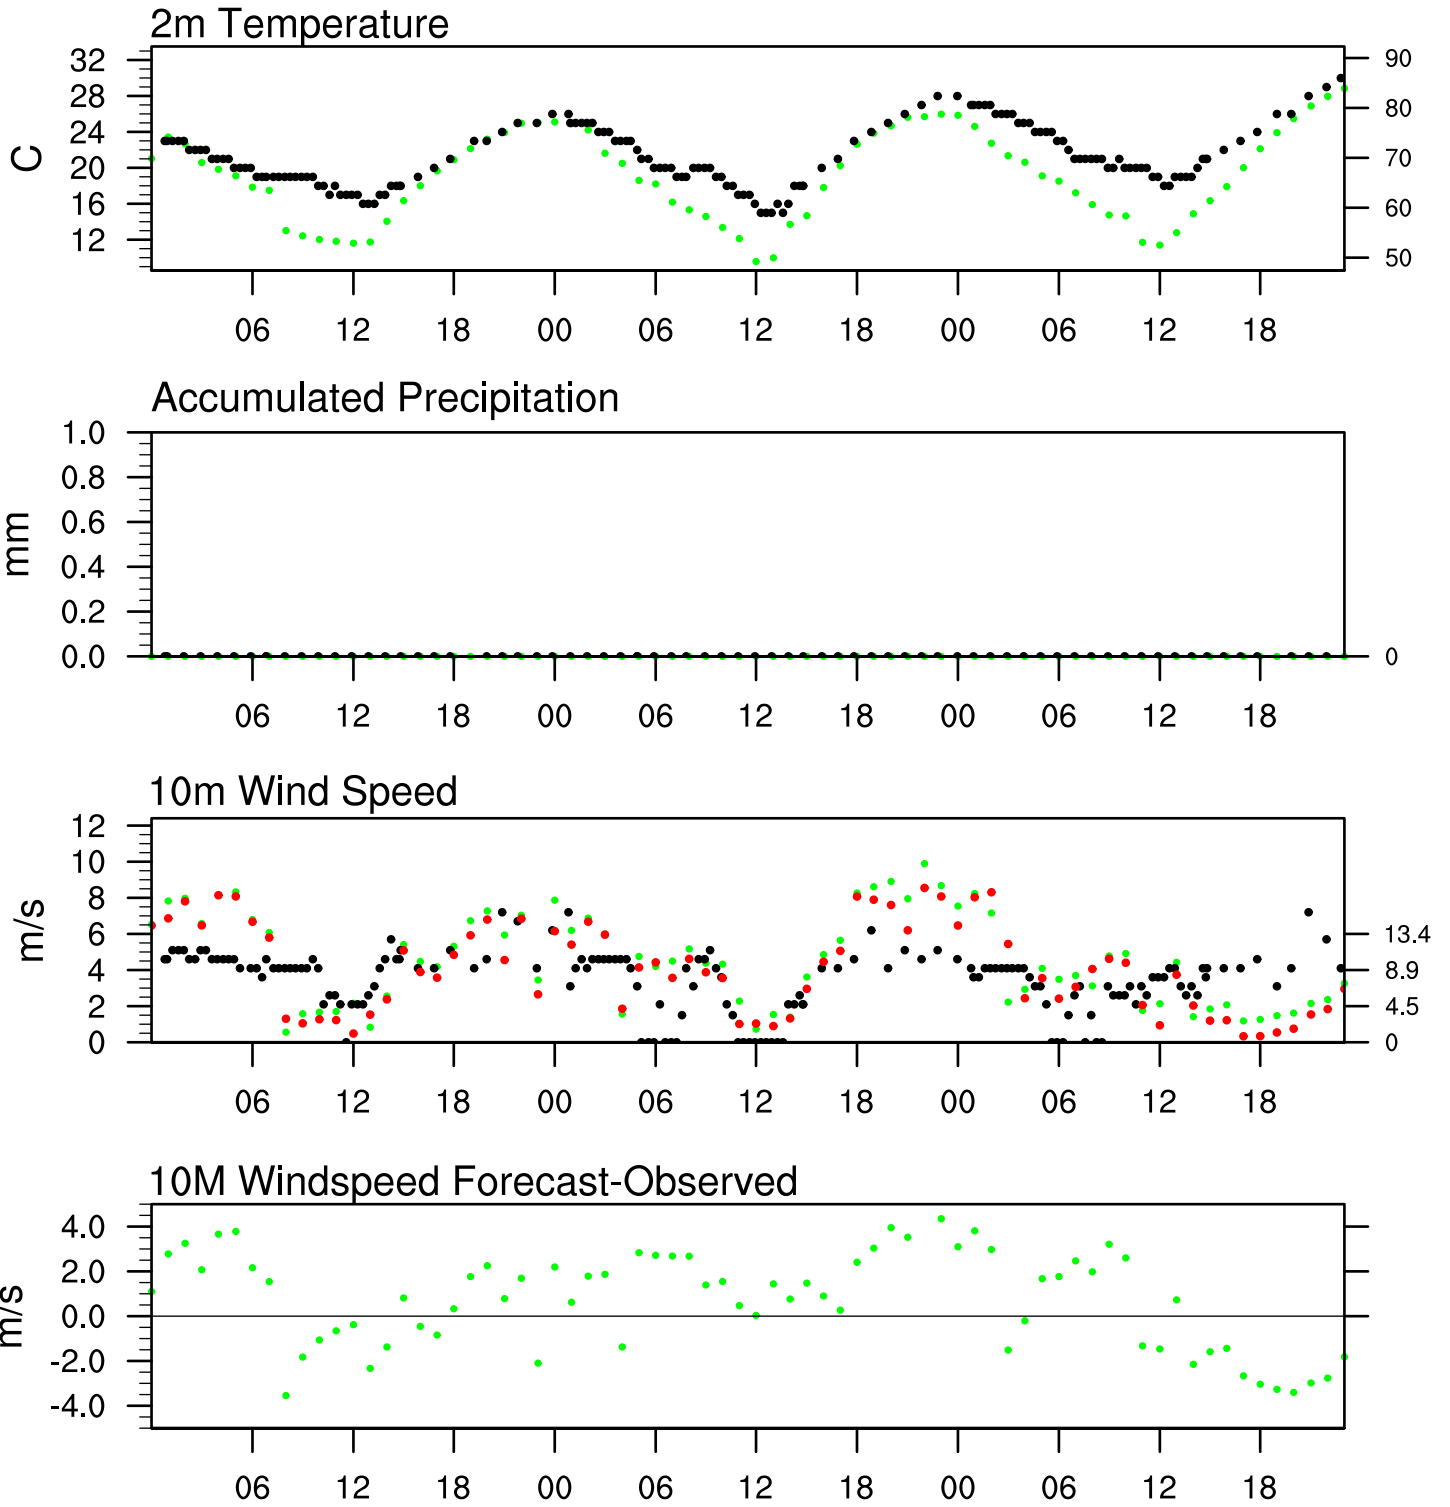 2m Temperature
32
28
24
20
16
12
C
90
80
70
60
50
06 12 18 00 06 12 18 00 06 12 18
Accumulated Precipitation
1.0
0.8
0.6
0.4
0.2
0.0
mm
0
06 12 18 00 06 12 18 00 06 12 18
10m Wind Speed
12
10
8
6
4
2
0
m/s
13.4
8.9
4.5
0
06 12 18 00 06 12 18 00 06 12 18
10M Windspeed Forecast-Observed
4.0
2.0
0.0
-2.0
-4.0
m/s
06 12 18 00 06 12 18 00 06 12 18